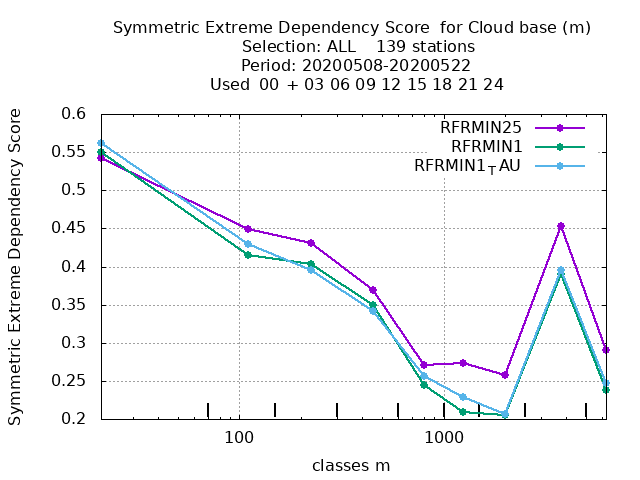 Symmetric Extreme Dependency Score  for Cloud base (m)
Selection: ALL    139 stations
Period: 20200508-20200522
Used  00 + 03 06 09 12 15 18 21 24
Symmetric Extreme Dependency Score
0.6
0.55
0.5
0.45
0.4
0.35
0.3
0.25
0.2
RFRMIN25
RFRMIN1
RFRMIN1TAU
100
1000
classes m